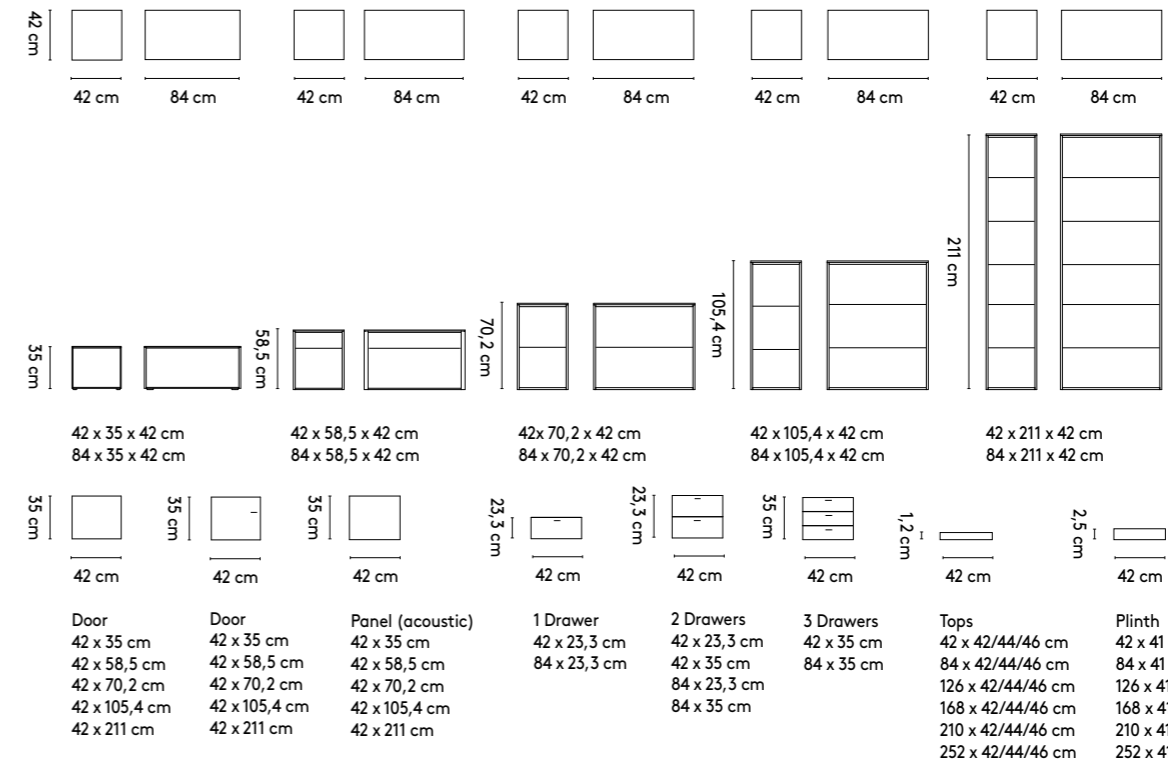 42 cm
42 cm
84 cm
42 cm
84 cm
42 cm
84 cm
42 cm
84 cm
42 cm
84 cm
35 cm
58,5 cm
70,2 cm
105,4 cm
211 cm
42 x 35 x 42 cm
84 x 35 x 42 cm
42 x 58,5 x 42 cm
84 x 58,5 x 42 cm
42x 70,2 x 42 cm
84 x 70,2 x 42 cm
42 x 105,4 x 42 cm
84 x 105,4 x 42 cm
42 x 211 x 42 cm
84 x 211 x 42 cm
35 cm
42 cm
Door
42 x 35 cm
42 x 58,5 cm
42 x 70,2 cm
42 x 105,4 cm
42 x 211 cm
35 cm
42 cm
Door
42 x 35 cm
42 x 58,5 cm
42 x 70,2 cm
42 x 105,4 cm
42 x 211 cm
35 cm
42 cm
Panel (acoustic)
42 x 35 cm
42 x 58,5 cm
42 x 70,2 cm
42 x 105,4 cm
42 x 211 cm
23,3 cm
42 cm
1 Drawer
42 x 23,3 cm
84 x 23,3 cm
23,3 cm
42 cm
2 Drawers
42 x 23,3 cm
42 x 35 cm
84 x 23,3 cm
84 x 35 cm
35 cm
42 cm
3 Drawers
42 x 35 cm
84 x 35 cm
1,2 cm
42 cm
Tops
42 x 42/44/46 cm
84 x 42/44/46 cm
126 x 42/44/46 cm
168 x 42/44/46 cm
210 x 42/44/46 cm
252 x 42/44/46 cm
2,5 cm
42 cm
Plinth
42 x 41
84 x 41
126 x 41
168 x 41
210 x 41
252 x 41